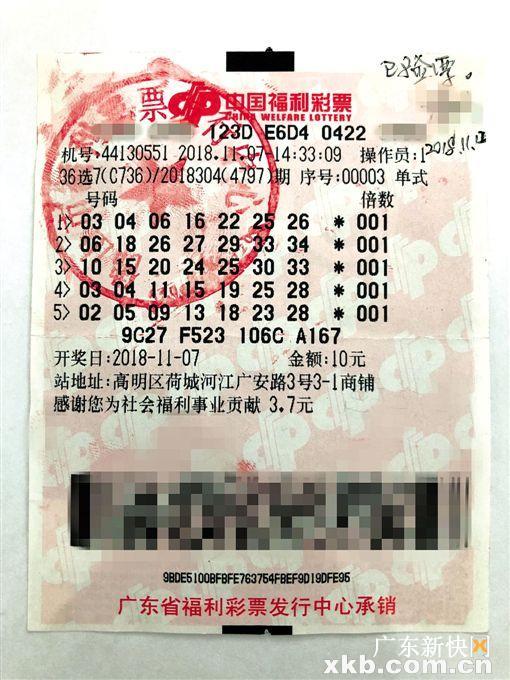 已验票。
2018.11.12
中国福利彩票
CHINA WELFARE LOTTERY
123D E6D4 0422
机号:44130551 2018.11.07-14:33:09 操作员:1
36选7(C736)/2018304(4797)期 序号:00003 单式
号码 倍数
1> 03 04 06 16 22 25 26 * 001
2> 06 18 26 27 29 33 34 * 001
3> 10 15 20 24 25 30 33 * 001
4> 03 04 11 15 19 25 28 * 001
5> 02 05 09 13 18 23 28 * 001
9C27 F523 106C A167
开奖日:2018-11-07 金额:10元
站地址:高明区荷城河江广安路3号3-1商铺
感谢您为社会福利事业贡献 3.7元
9BDE5100BFBFE763754FBEF9D19DFE95
广东省福利彩票发行中心承销
广东新快网
xkb.com.cn